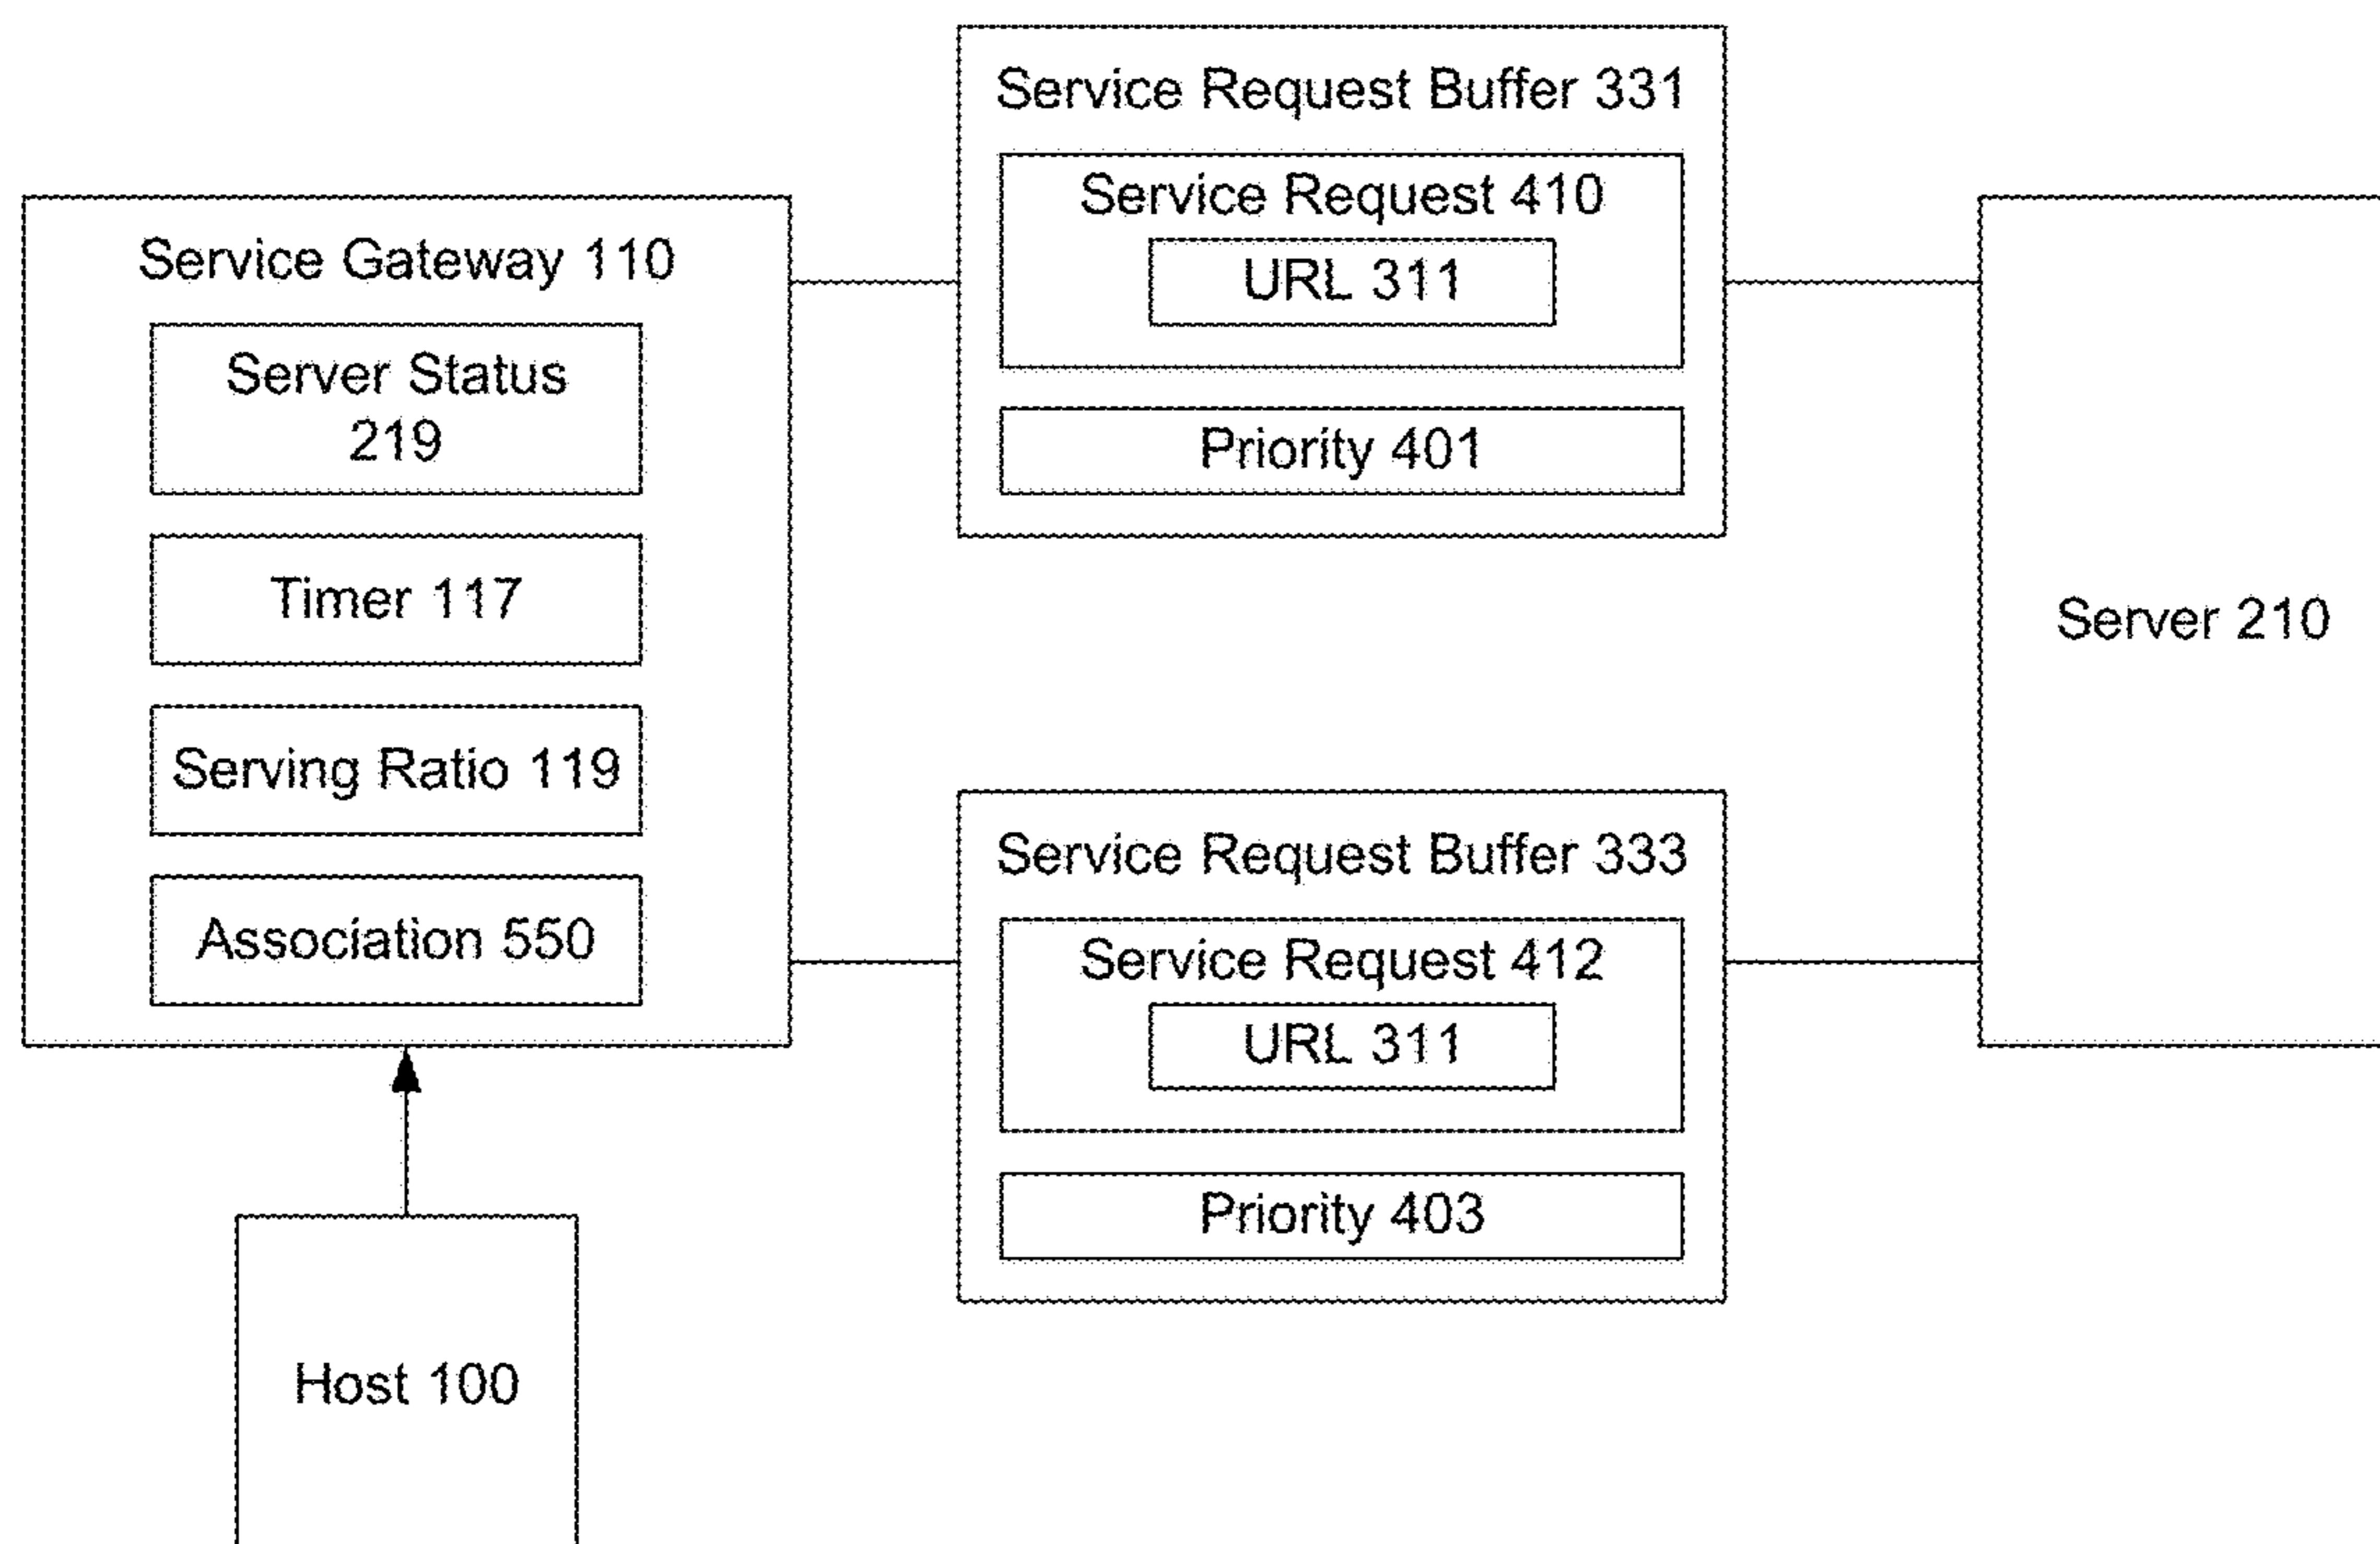 Service Gateway 110
Server Status
219
Timer 117
Serving Ratio 119
Association 550
Host 100
Service Request Buffer 331
Service Request 410
URL 311
Priority 401
Service Request Buffer 333
Service Request 412
URL 311
Priority 403
Server 210